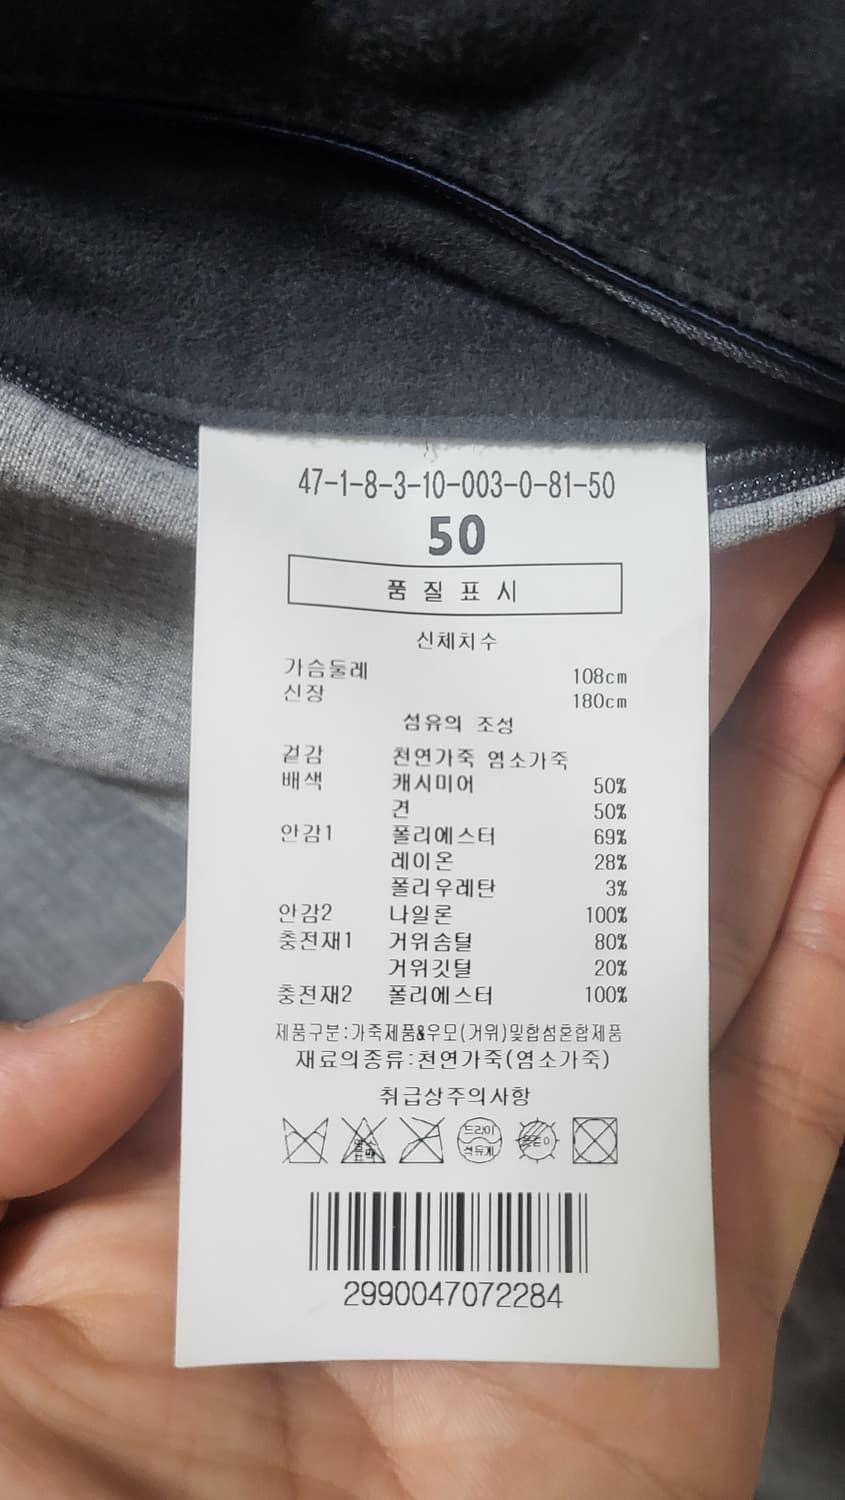 47-1-8-3-10-003-0-81-50
50
품 질 표 시
신체치수
가슴둘레 108cm
신장 180cm
섬유의 조성
겉감 천연가죽 염소가죽
배색 캐시미어 50%
견 50%
안감1 폴리에스터 69%
레이온 28%
폴리우레탄 3%
안감2 나일론 100%
충전재1 거위솜털 80%
거위깃털 20%
충전재2 폴리에스터 100%
제품구분:가죽제품&우모(거위)및합섬혼합제품
재료의종류:천연가죽(염소가죽)
취급상주의사항
드라이
석유계
2990047072284